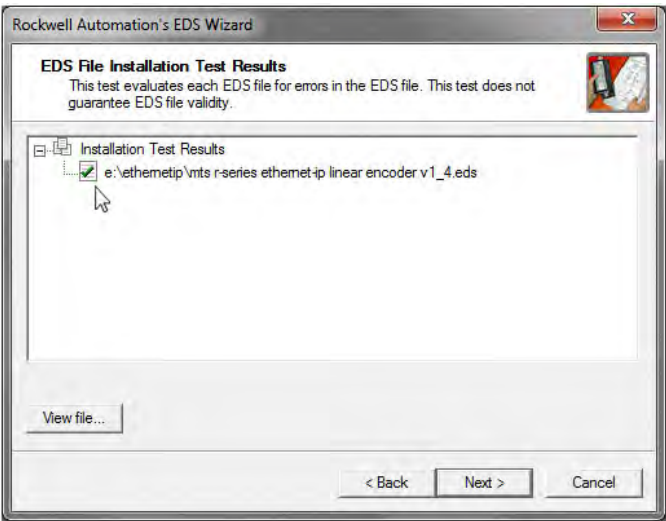 Rockwell Automation's EDS Wizard
EDS File Installation Test Results
This test evaluates each EDS file for errors in the EDS file. This test does not
guarantee EDS file validity.
Installation Test Results
e:\ethernetip\mts r-series ethernet-ip linear encoder v1_4.eds
View file...
< Back
Next >
Cancel